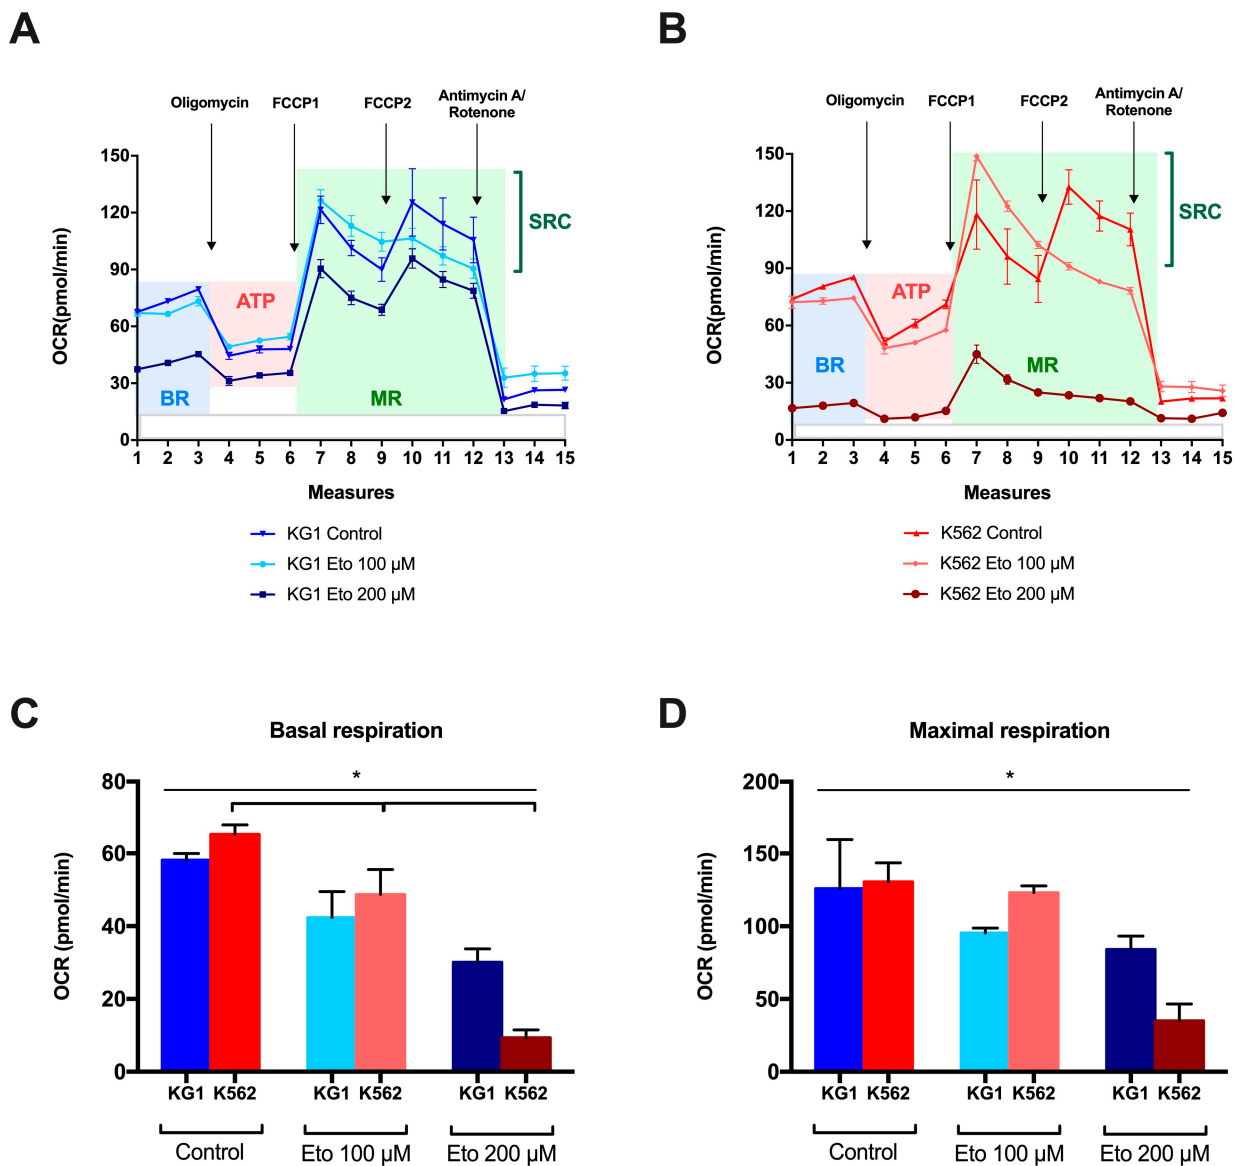 A
Oligomycin
FCCP1
FCCP2
Antimycin A/
Rotenone
OCR(pmol/min)
150
120
90
60
30
0
BR
ATP
MR
SRC
1 2 3 4 5 6 7 8 9 10 11 12 13 14 15
Measures
KG1 Control
KG1 Eto 100 µM
KG1 Eto 200 µM
B
Oligomycin
FCCP1
FCCP2
Antimycin A/
Rotenone
OCR(pmol/min)
150
120
90
60
30
0
BR
ATP
MR
SRC
1 2 3 4 5 6 7 8 9 10 11 12 13 14 15
Measures
K562 Control
K562 Eto 100 µM
K562 Eto 200 µM
C
Basal respiration
OCR (pmol/min)
80
60
40
20
0
*
KG1 K562 KG1 K562 KG1 K562
Control Eto 100 µM Eto 200 µM
D
Maximal respiration
OCR (pmol/min)
200
150
100
50
0
*
KG1 K562 KG1 K562 KG1 K562
Control Eto 100 µM Eto 200 µM